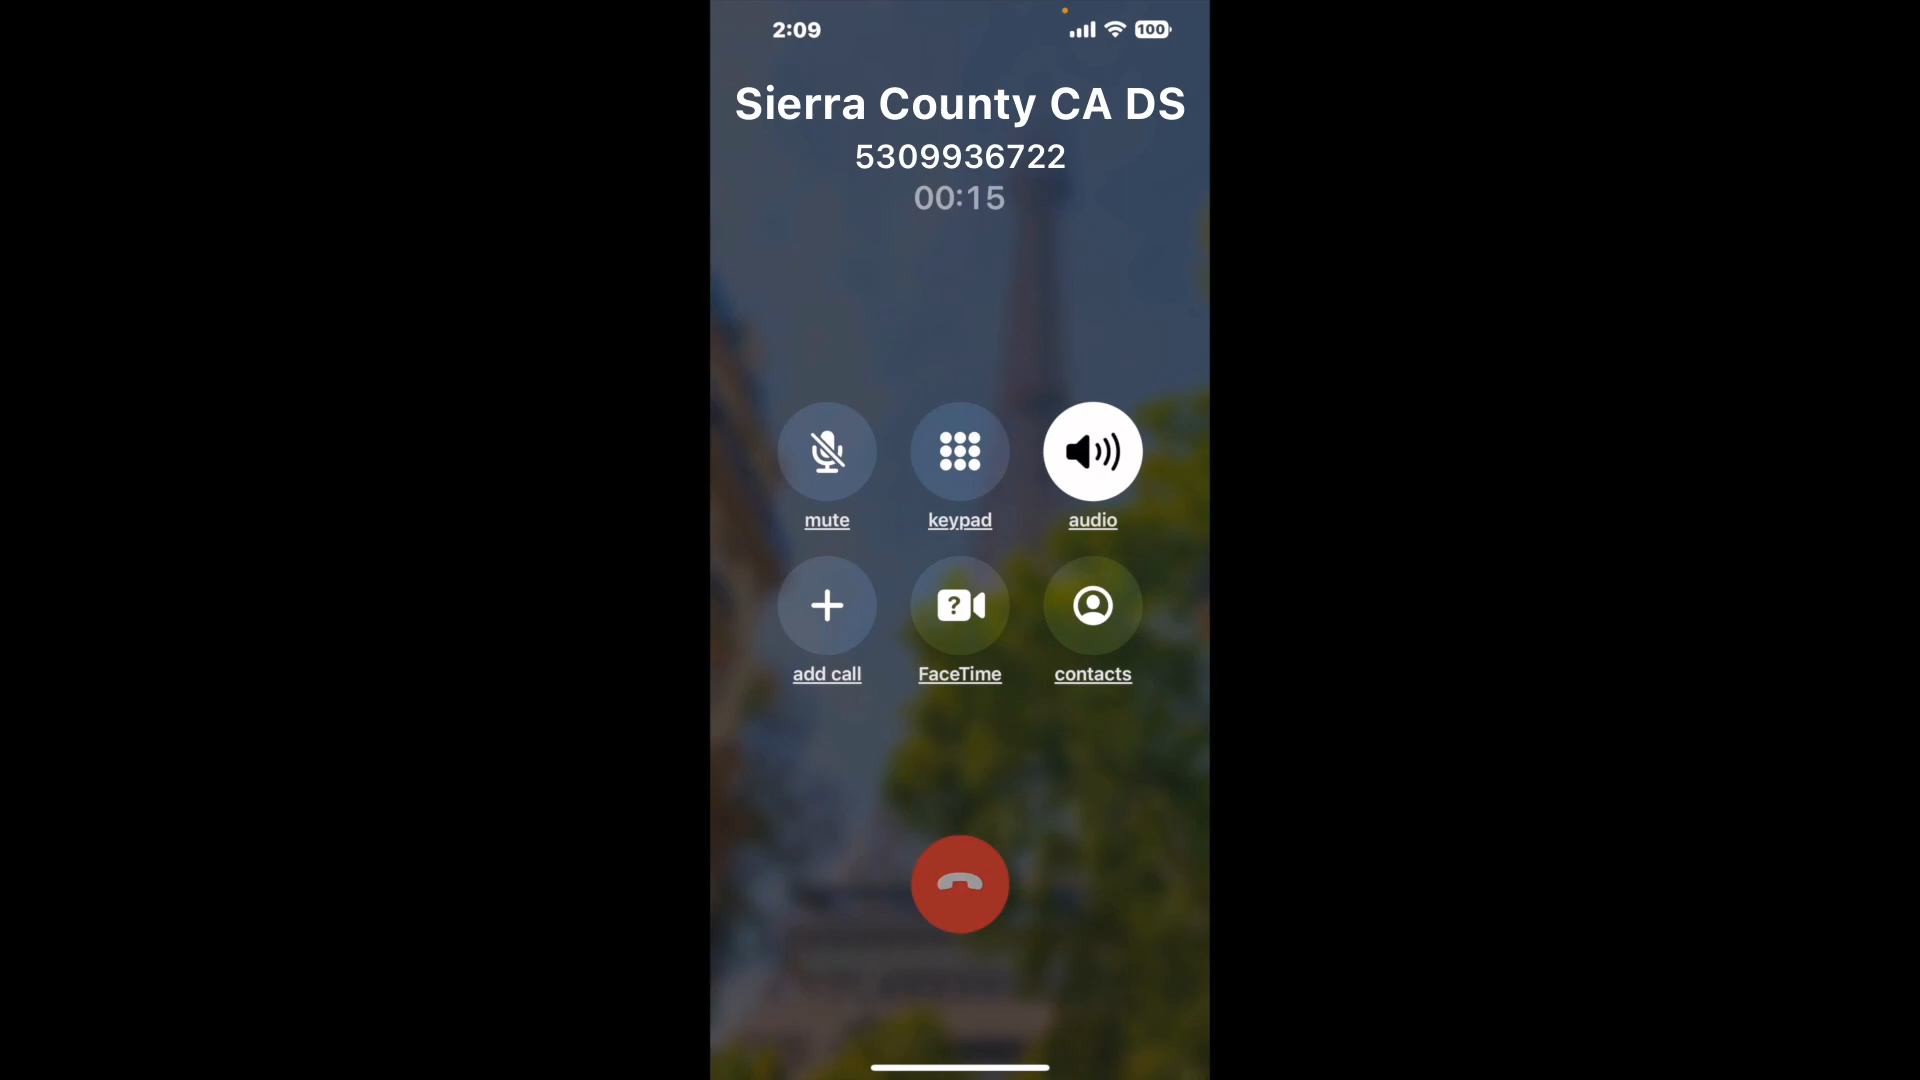 2:09
100
Sierra County CA DS
5309936722
00:15
mute
keypad
audio
add call
?
FaceTime
contacts